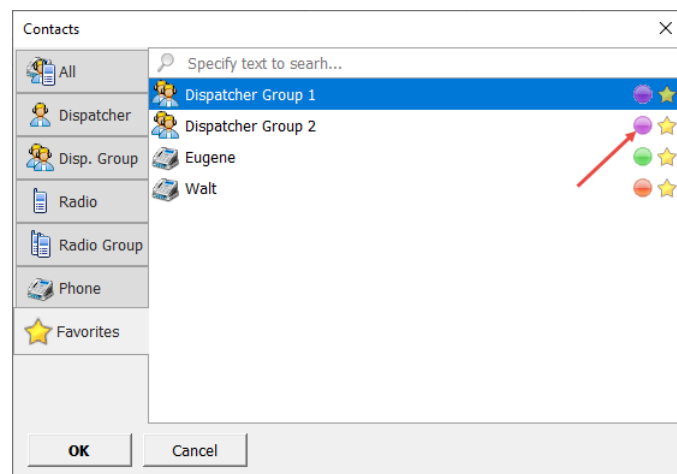 Contacts
All
Dispatcher
Disp. Group
Radio
Radio Group
Phone
Favorites
Specify text to searh...
Dispatcher Group 1
Dispatcher Group 2
Eugene
Walt
OK
Cancel